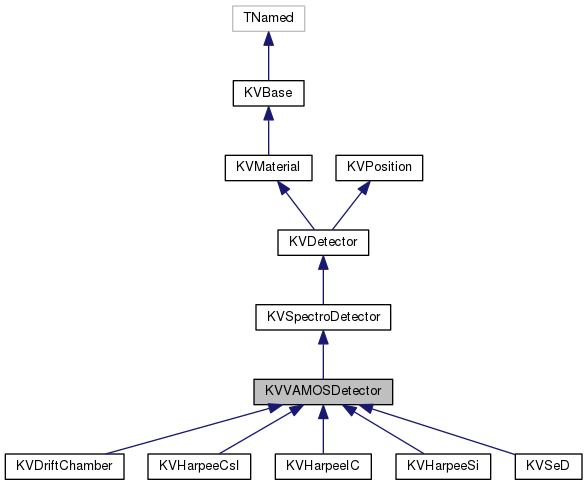 TNamed
KVBase
KVMaterial
KVPosition
KVDetector
KVSpectroDetector
KVVAMOSDetector
KVDriftChamber
KVHarpeeCsI
KVHarpeeIC
KVHarpeeSi
KVSeD